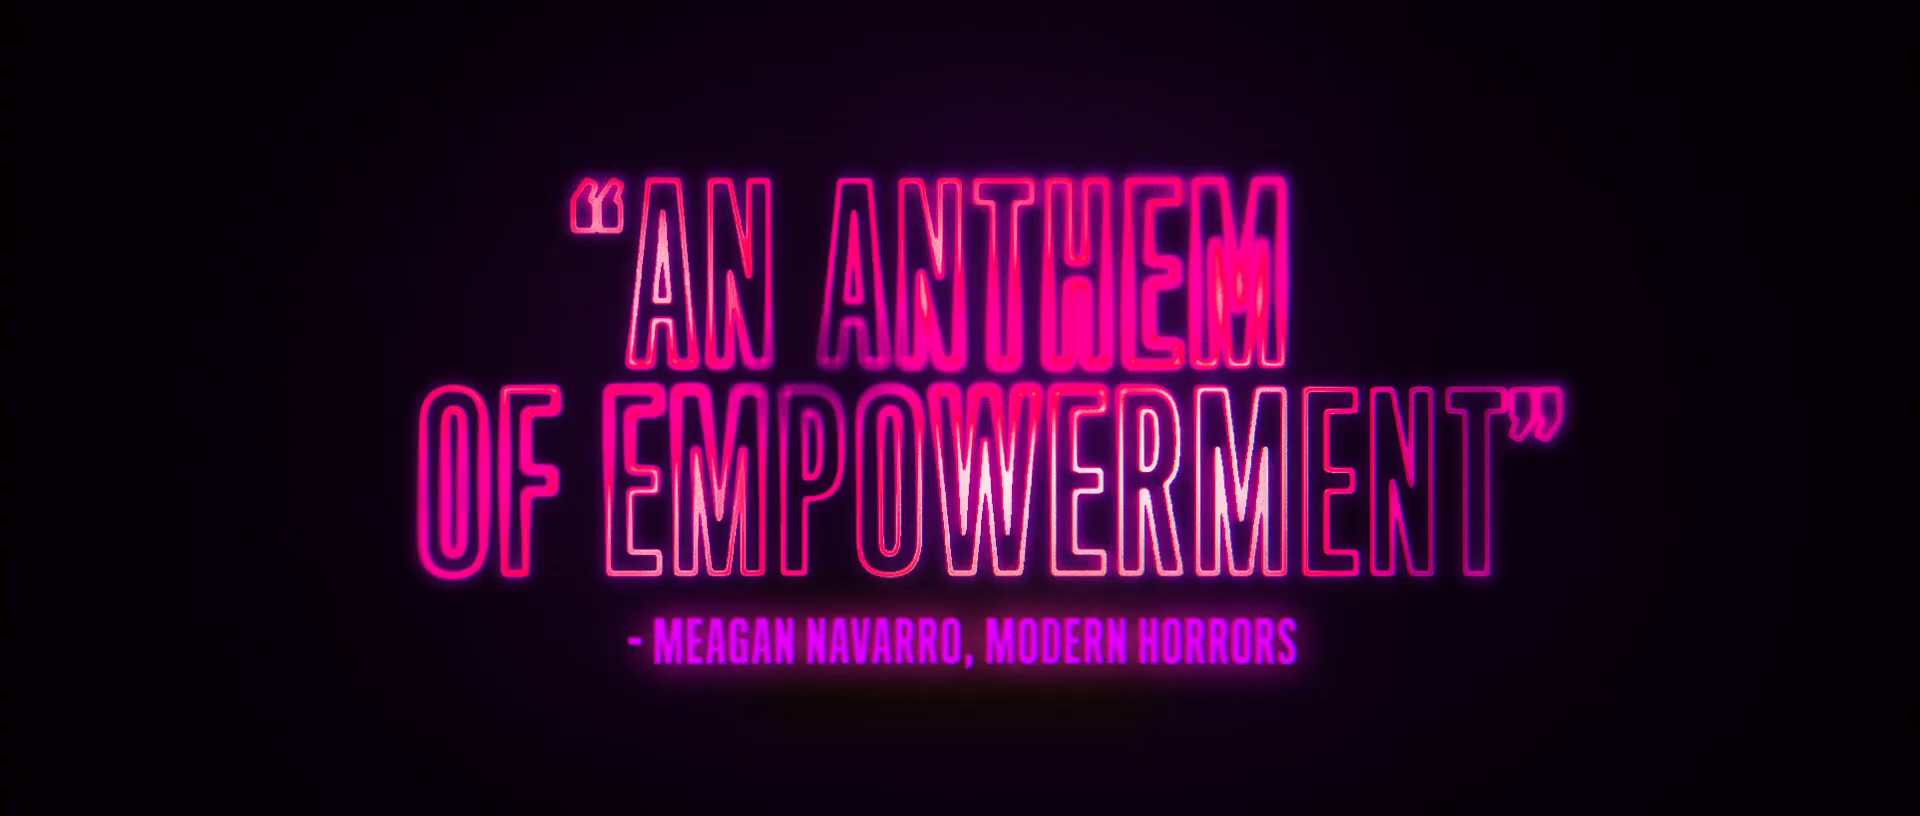 “AN ANTHEM
OF EMPOWERMENT”
- MEAGAN NAVARRO, MODERN HORRORS